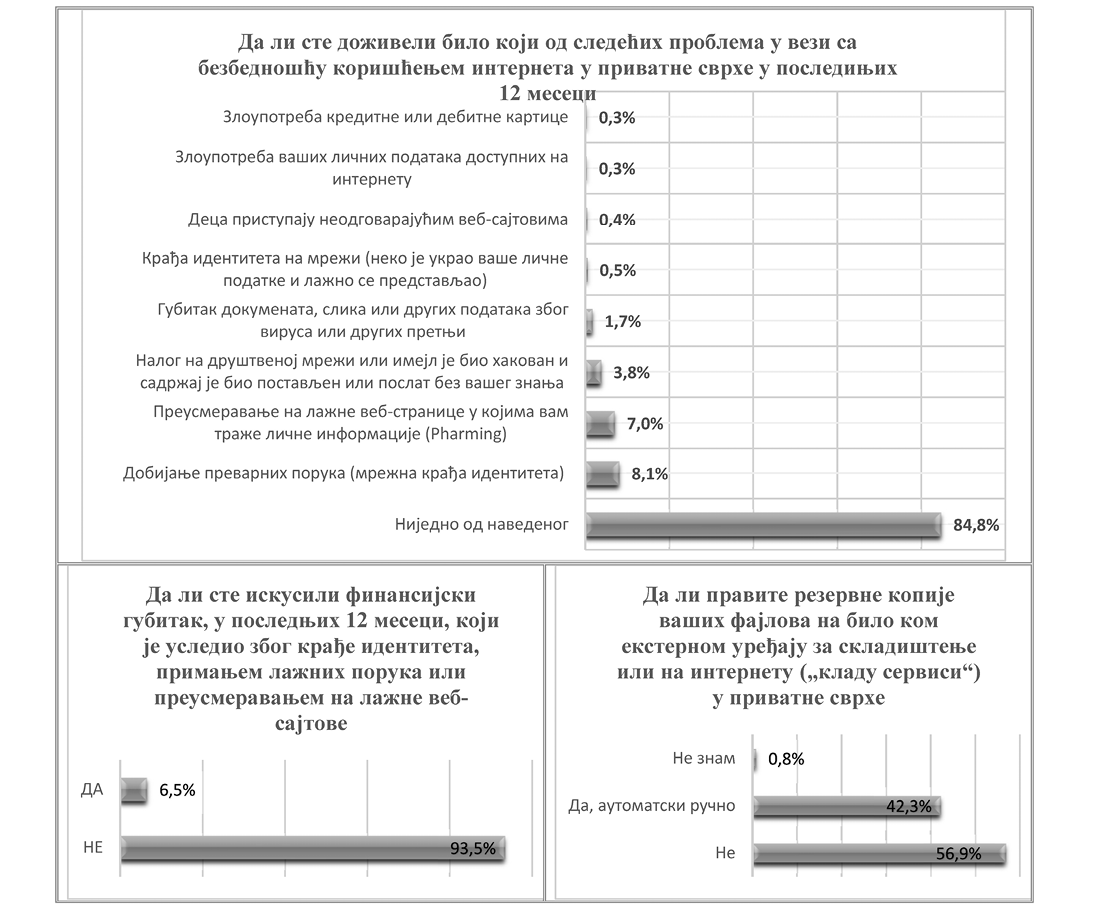 Да ли сте доживели било који од следећих проблема у вези са
безбедношћу коришћењем интернета у приватне сврхе у последињих
12 месеци
Злоупотреба кредитне или дебитне картице
0,3%
Злоупотреба ваших личних података доступних на
интернету
0,3%
Деца приступају неодговарајућим веб-сајтовима
0,4%
Крађа идентитета на мрежи (неко је украо ваше личне
податке и лажно се представљао)
0,5%
Губитак докумената, слика или других података због
вируса или других претњи
1,7%
Налог на друштвеној мрежи или имејл је био хакован и
садржај је био постављен или послат без вашег знања
3,8%
Преусмеравање на лажне веб-странице у којима вам
траже личне информације (Pharming)
7,0%
Добијање преварних порука (мрежна крађа идентитета)
8,1%
Ниједно од наведеног
84,8%
Да ли сте искусили финансијски
губитак, у последњих 12 месеци, који
је уследио због крађе идентитета,
примањем лажних порука или
преусмеравањем на лажне веб-
сајтове
ДА
6,5%
НЕ
93,5%
Да ли правите резервне копије
ваших фајлова на било ком
екстерном уређају за складиштење
или на интернету („кладу сервиси“)
у приватне сврхе
Не знам
0,8%
Да, аутоматски ручно
42,3%
Не
56,9%